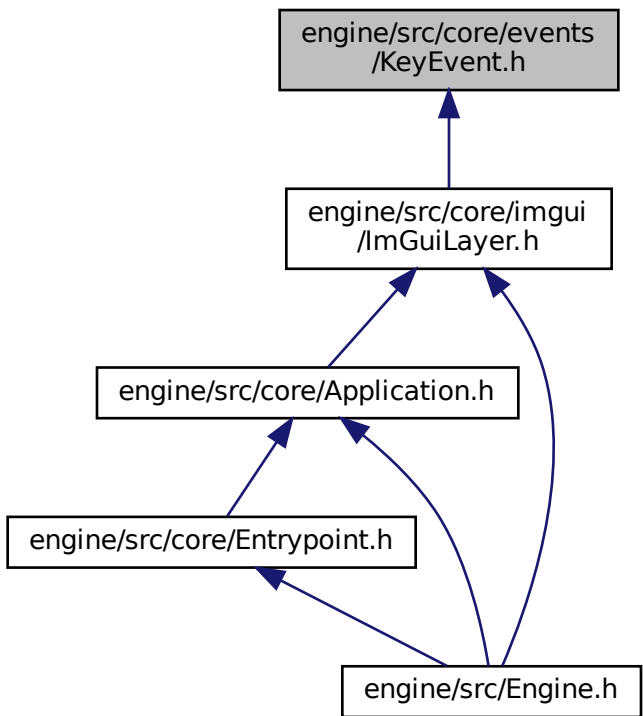 engine/src/core/events
/KeyEvent.h
engine/src/core/imgui
/ImGuiLayer.h
engine/src/core/Application.h
engine/src/core/Entrypoint.h
engine/src/Engine.h